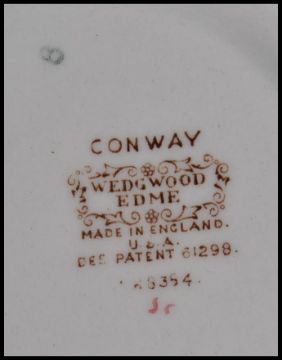 CONWAY
WEDGWOOD
EDME
MADE IN ENGLAND.
U.S.A.
DES PATENT 61298.